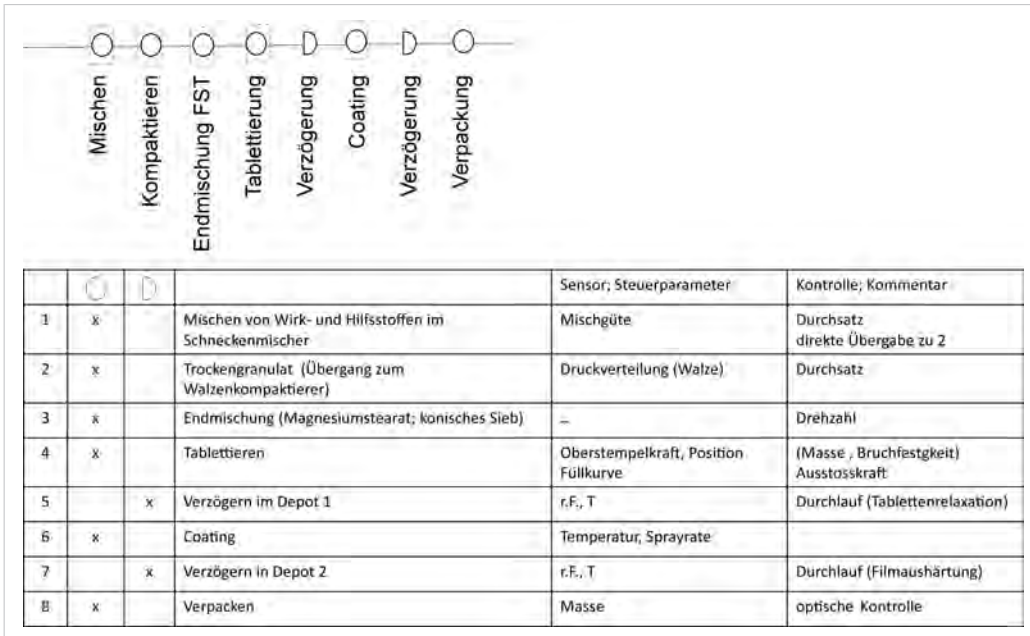 Mischen
Kompaktieren
Endmischung FST
Tablettierung
Verzögerung
Coating
Verzögerung
Verpackung
Sensor; Steuerparameter
Kontrolle; Kommentar
1
x
Mischen von Wirk- und Hilfsstoffen im
Schneckenmischer
Mischgüte
Durchsatz
direkte Übergabe zu 2
2
x
Trockengranulat (Übergang zum
Walzenkompaktierer)
Druckverteilung (Walze)
Durchsatz
3
x
Endmischung (Magnesiumstearat; konisches Sieb)
–
Drehzahl
4
x
Tablettieren
Oberstempelkraft, Position
Füllkurve
(Masse , Bruchfestgkeit)
Ausstosskraft
5
x
Verzögern im Depot 1
r.F., T
Durchlauf (Tablettenrelaxation)
6
x
Coating
Temperatur, Sprayrate
7
x
Verzögern in Depot 2
r.F., T
Durchlauf (Filmaushärtung)
8
x
Verpacken
Masse
optische Kontrolle